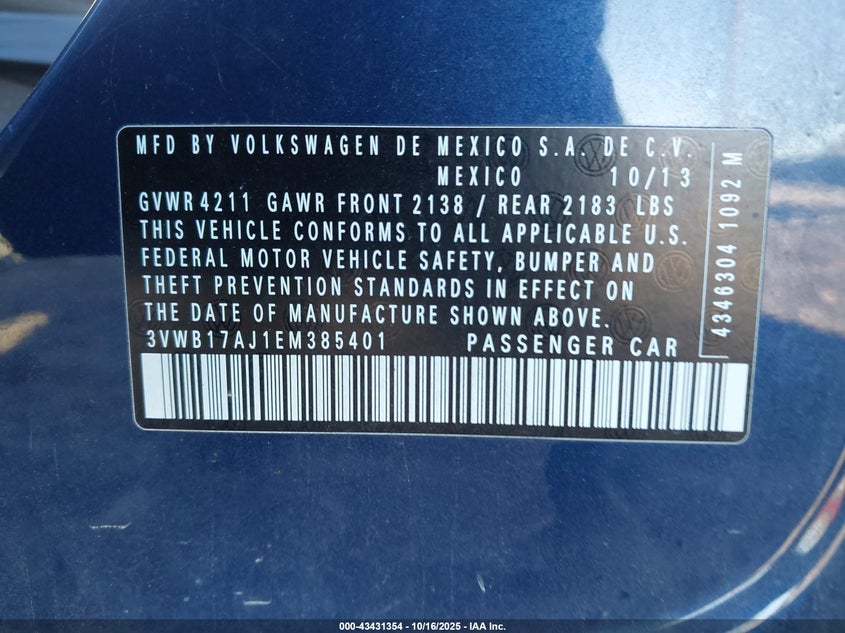 MFD BY VOLKSWAGEN DE MEXICO S.A. DE C.V.
MEXICO 10/13
GVWR 4211 GAWR FRONT 2138 / REAR 2183 LBS
THIS VEHICLE CONFORMS TO ALL APPLICABLE U.S.
FEDERAL MOTOR VEHICLE SAFETY, BUMPER AND
THEFT PREVENTION STANDARDS IN EFFECT ON
THE DATE OF MANUFACTURE SHOWN ABOVE.
3VWB17AJ1EM385401 PASSENGER CAR
4346304 1092 M
000-43431354 - 10/16/2025 - IAA Inc.